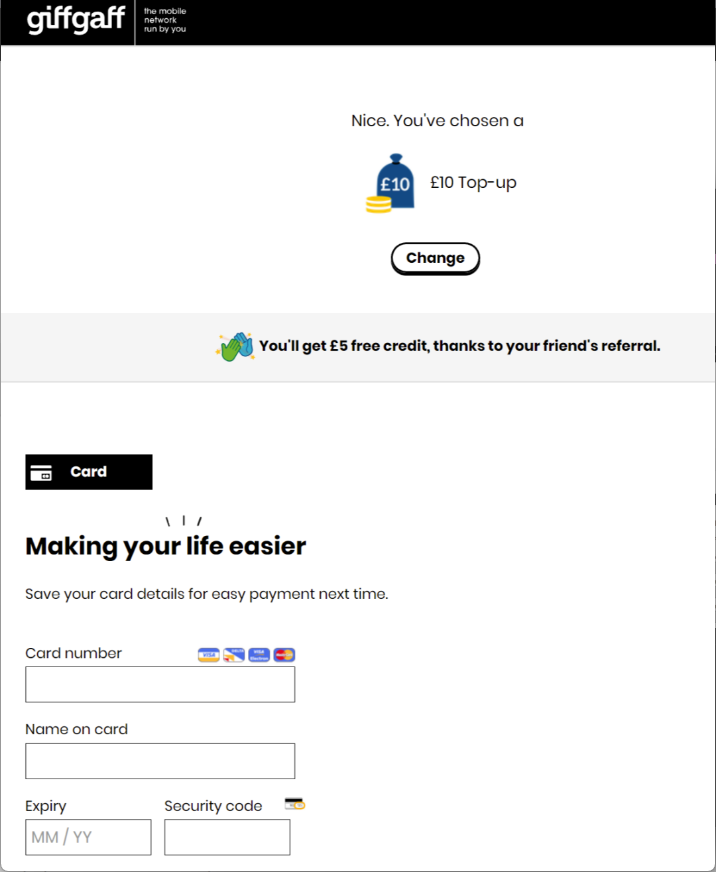 giffgaff
the mobile
network
run by you
Nice. You've chosen a
£10
£10 Top-up
Change
You'll get £5 free credit, thanks to your friend's referral.
Card
Making your life easier
Save your card details for easy payment next time.
Card number
VISA
Name on card
Expiry
Security code
MM / YY